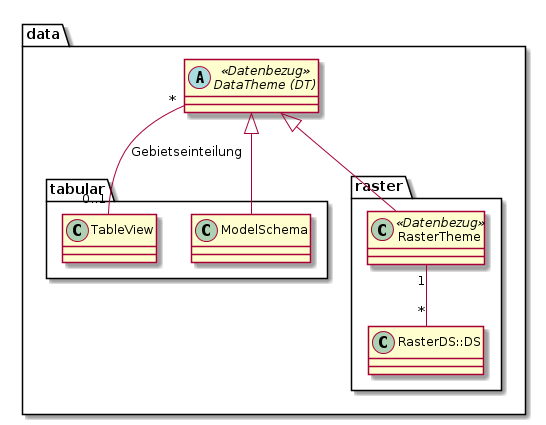 data
A «Datenbezug»
DataTheme (DT)
*
Gebietseinteilung
tabular
0..1
raster
C TableView
C ModelSchema
C «Datenbezug»
RasterTheme
1
*
C RasterDS::DS